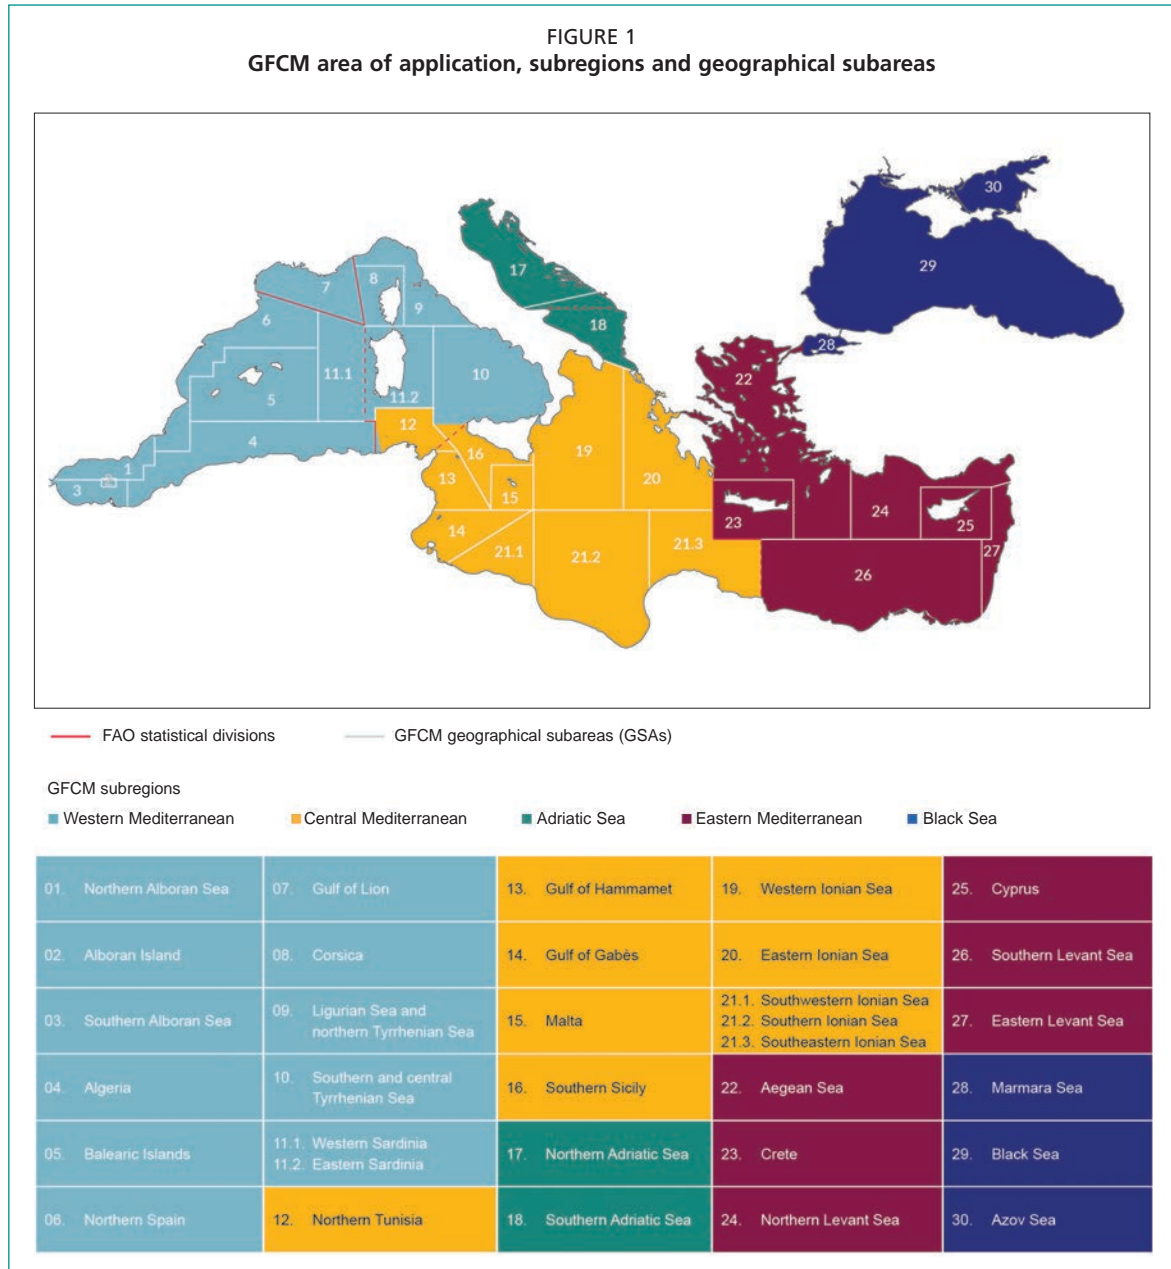 FIGURE 1
GFCM area of application, subregions and geographical subareas
30
17
29
8
7
9
18
28
6
22
11.1
10
5
11.2
12
4
19
16
1
20
13
3
15
24
23
25
14
21.1
21.2
21.3
27
26
FAO statistical divisions
GFCM geographical subareas (GSAs)
GFCM subregions
Western Mediterranean
Central Mediterranean
Adriatic Sea
Eastern Mediterranean
Black Sea
01. Northern Alboran Sea
02. Alboran Island
03. Southern Alboran Sea
04. Algeria
05. Balearic Islands
06. Northern Spain
07. Gulf of Lion
08. Corsica
09. Ligurian Sea and
northern Tyrrhenian Sea
10. Southern and central
Tyrrhenian Sea
11.1. Western Sardinia
11.2. Eastern Sardinia
12. Northern Tunisia
13. Gulf of Hammamet
14. Gulf of Gabès
15. Malta
16. Southern Sicily
17. Northern Adriatic Sea
18. Southern Adriatic Sea
19. Western Ionian Sea
20. Eastern Ionian Sea
21.1. Southwestern Ionian Sea
21.2. Southern Ionian Sea
21.3. Southeastern Ionian Sea
22. Aegean Sea
23. Crete
24. Northern Levant Sea
25. Cyprus
26. Southern Levant Sea
27. Eastern Levant Sea
28. Marmara Sea
29. Black Sea
30. Azov Sea